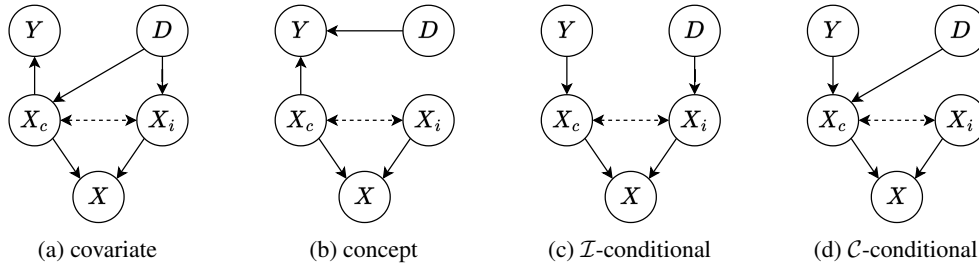 Y D Y D Y D Y D
X_c X_i X_c X_i X_c X_i X_c X_i
X X X X
(a) covariate (b) concept (c) ℐ-conditional (d) 𝒞-conditional